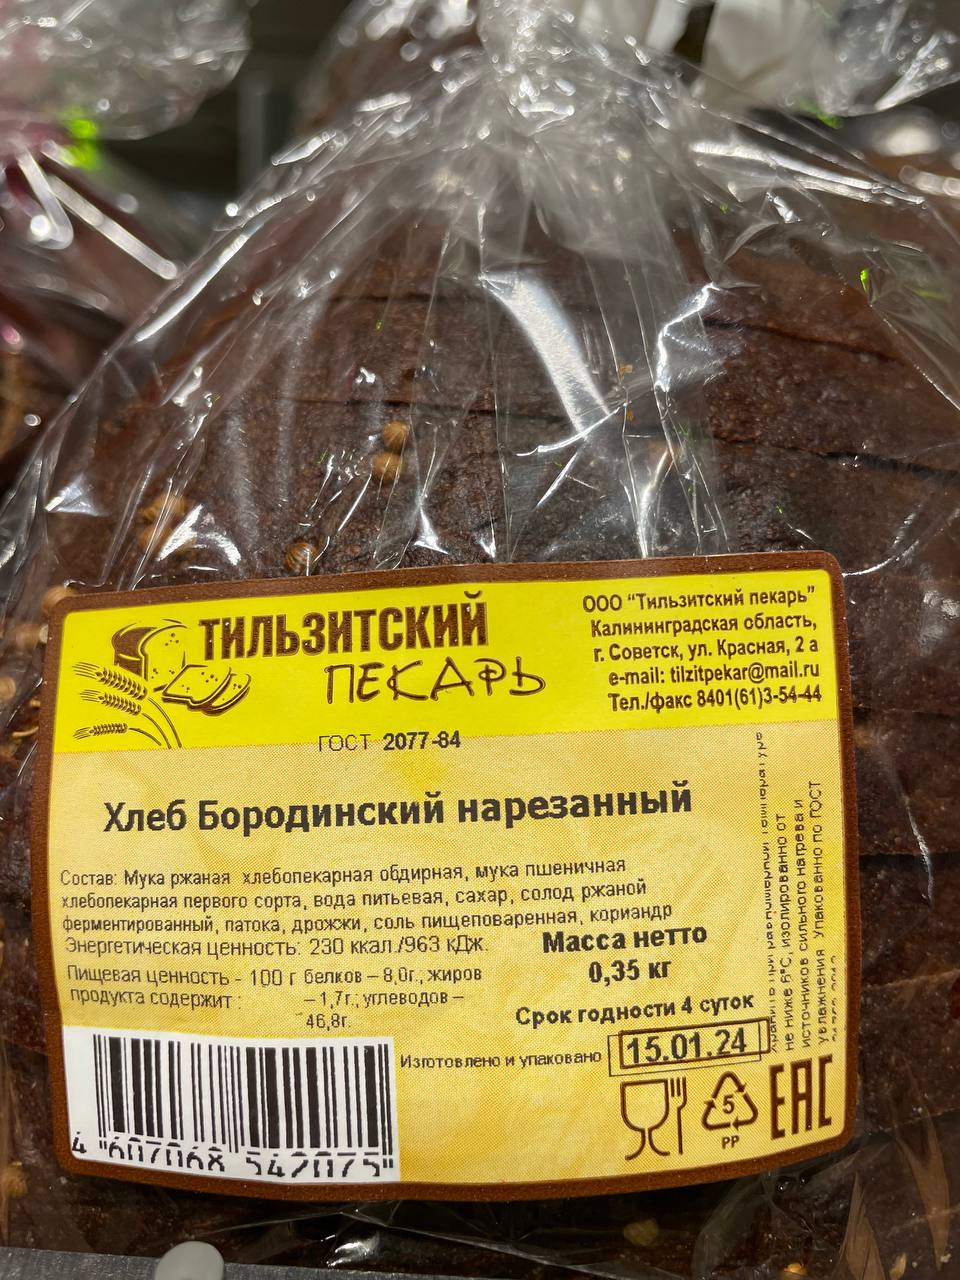 ТИЛЬЗИТСКИЙ
ПЕКАРЬ
ООО "Тильзитский пекарь"
Калининградская область,
г. Советск, ул. Красная, 2 а
e-mail: tilzitpekar@mail.ru
Тел./факс 8401(61)3-54-44
ГОСТ 2077-84
Хлеб Бородинский нарезанный
Состав: Мука ржаная хлебопекарная обдирная, мука пшеничная
хлебопекарная первого сорта, вода питьевая, сахар, солод ржаной
ферментированный, патока, дрожжи, соль пищеповаренная, кориандр
Энергетическая ценность: 230 ккал./963 кДж.
Пищевая ценность - 100 г белков – 8,0г.; жиров
продукта содержит : – 1,7г.; углеводов –
46,8г.
Масса нетто
0,35 кг
Срок годности 4 суток
Изготовлено и упаковано 15.01.24
не ниже 6°С, изолированно от
источников сильного нагрева и
увлажнения Упакованно по ГОСТ
4 "607068 542075"
5
PP
EAC